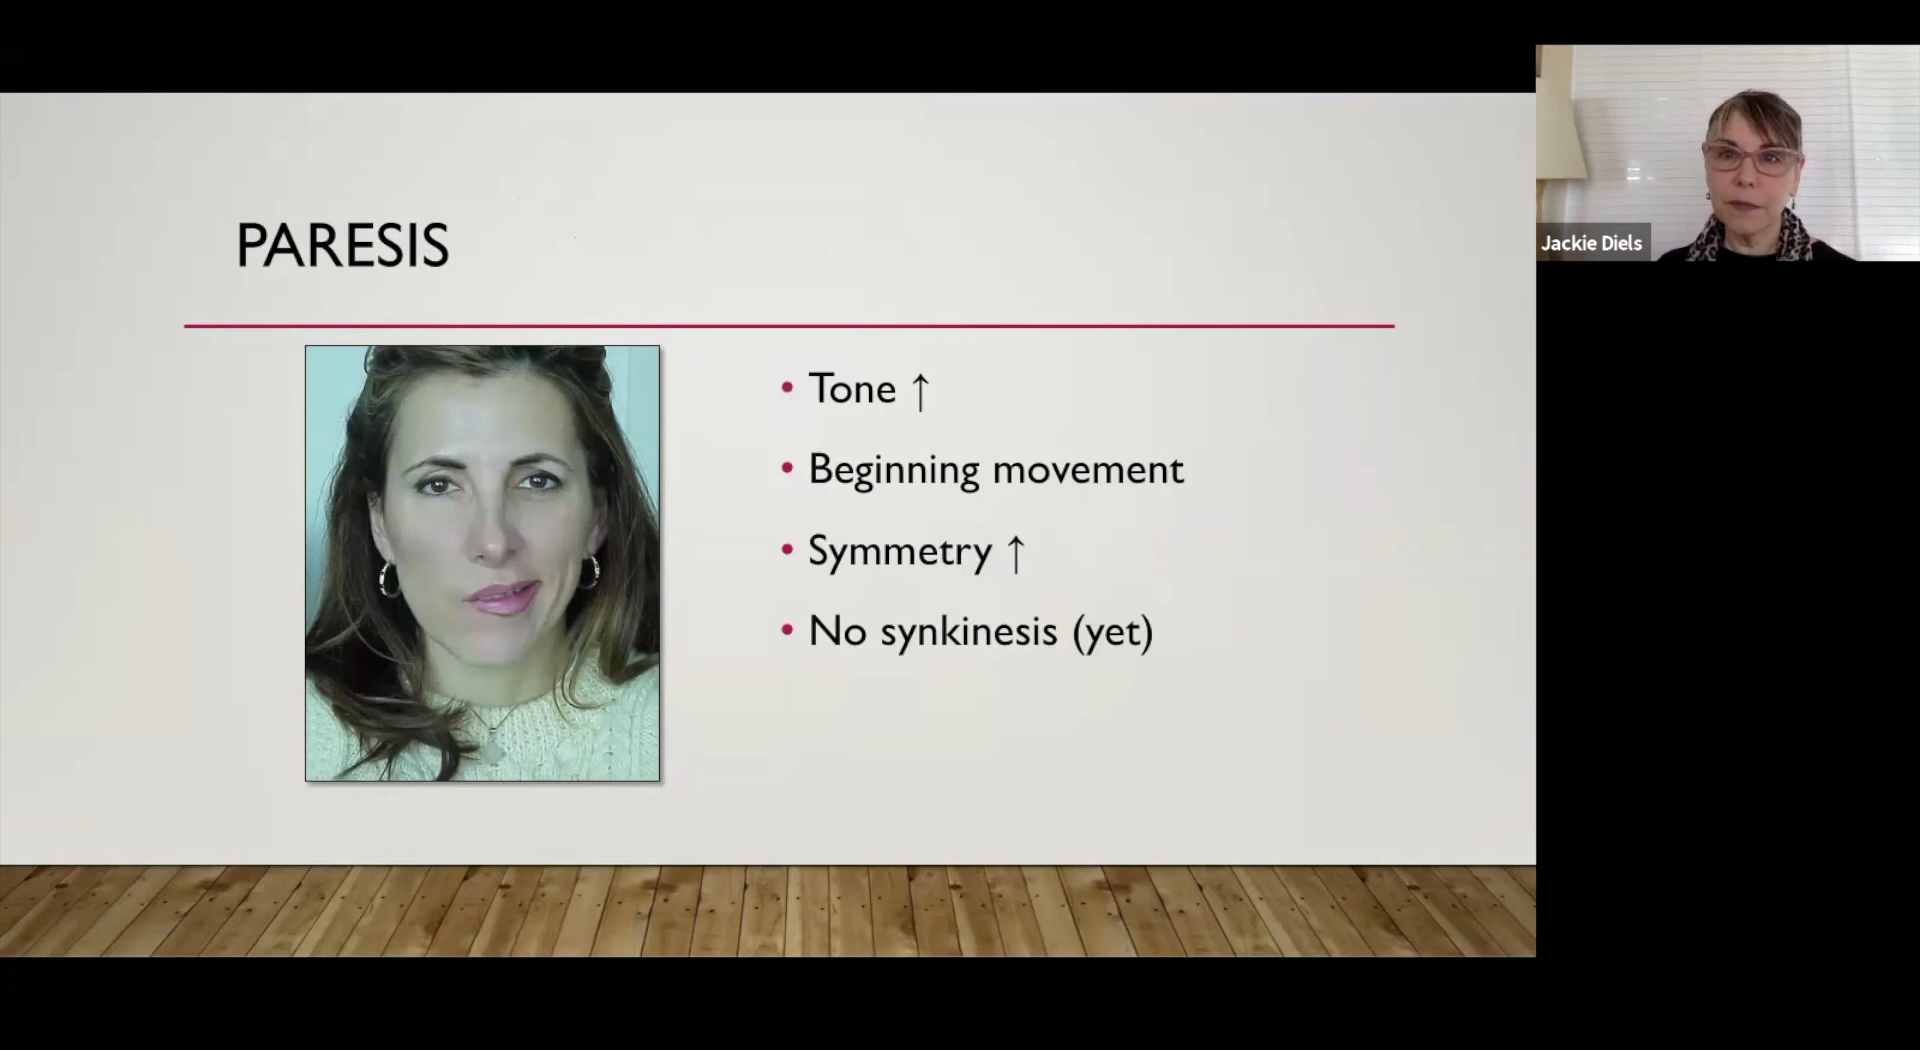 PARESIS
• Tone ↑
• Beginning movement
• Symmetry ↑
• No synkinesis (yet)
Jackie Diels